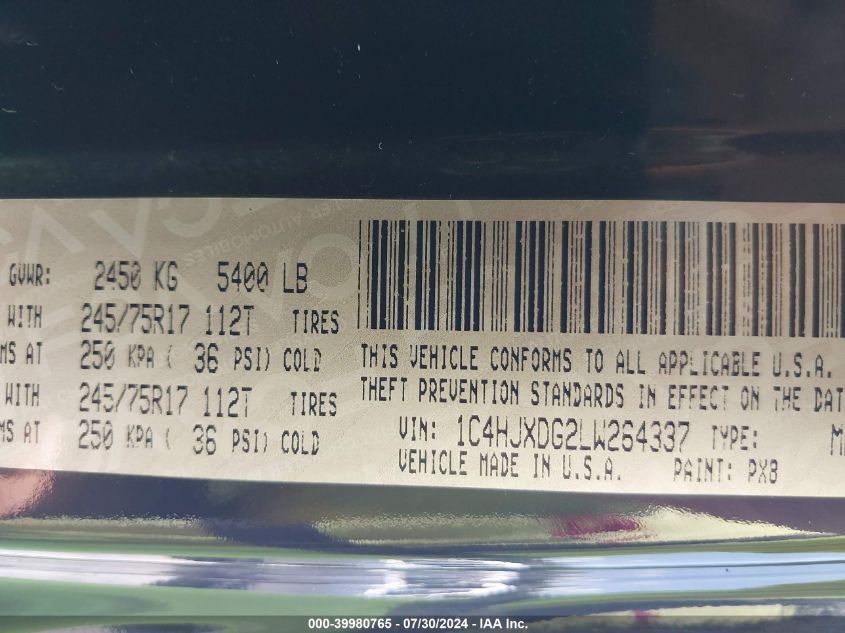 GVWR: 2450 KG 5400 LB
WITH 245/75R17 112T TIRES
MS AT 250 KPA ( 36 PSI) COLD
WITH 245/75R17 112T TIRES
MS AT 250 KPA ( 36 PSI) COLD
THIS VEHICLE CONFORMS TO ALL APPLICABLE U.S.A.
THEFT PREVENTION STANDARDS IN EFFECT ON THE DAT
VIN: 1C4HJXDG2LW264337 TYPE:
VEHICLE MADE IN U.S.A. PAINT: PX8
000-39980765 - 07/30/2024 - IAA Inc.